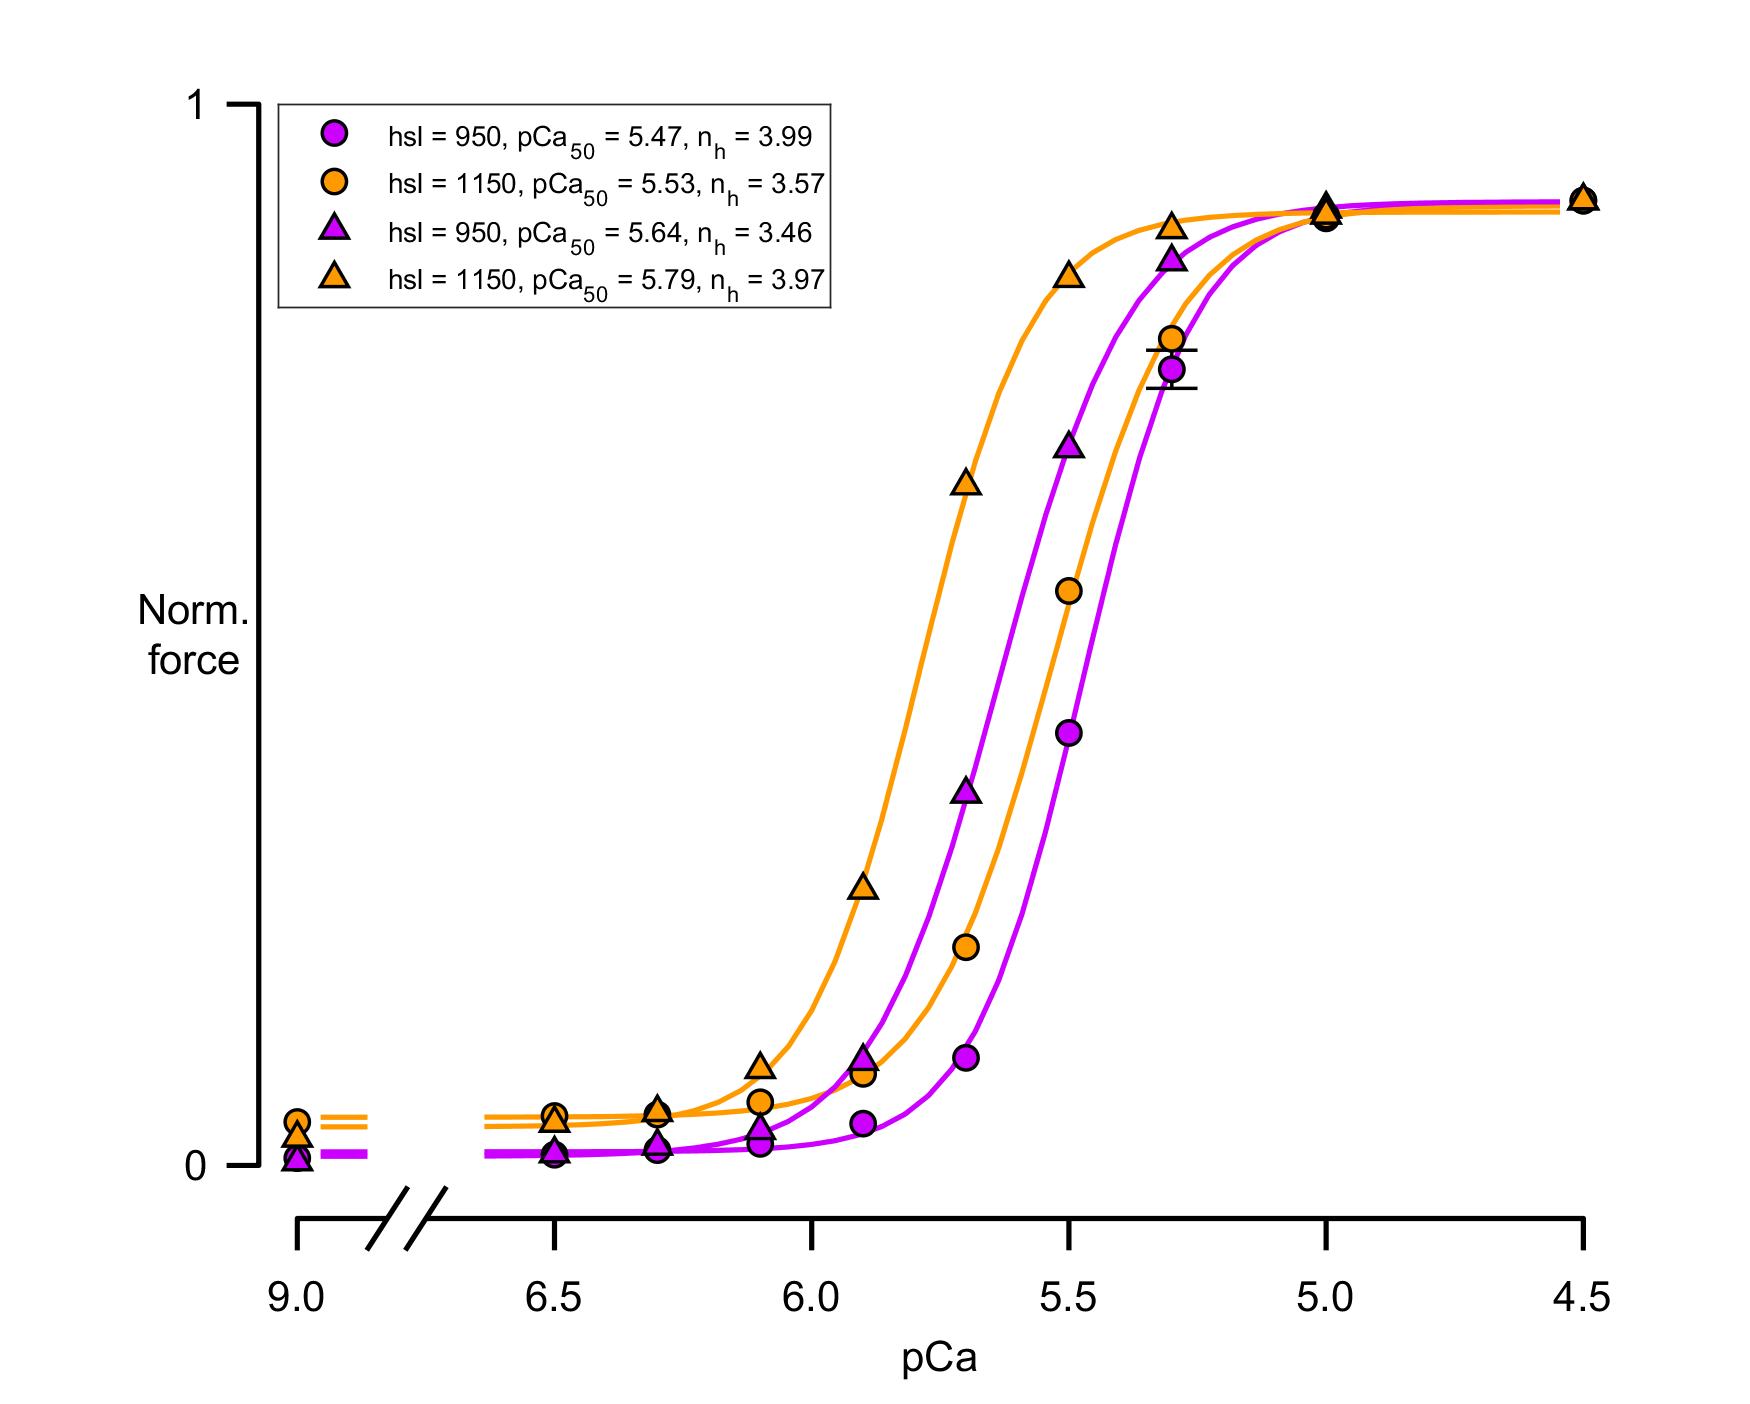 1
hsl = 950, pCa50 = 5.47, nh = 3.99
hsl = 1150, pCa50 = 5.53, nh = 3.57
hsl = 950, pCa50 = 5.64, nh = 3.46
hsl = 1150, pCa50 = 5.79, nh = 3.97
Norm.
force
0
9.0 6.5 6.0 5.5 5.0 4.5
pCa